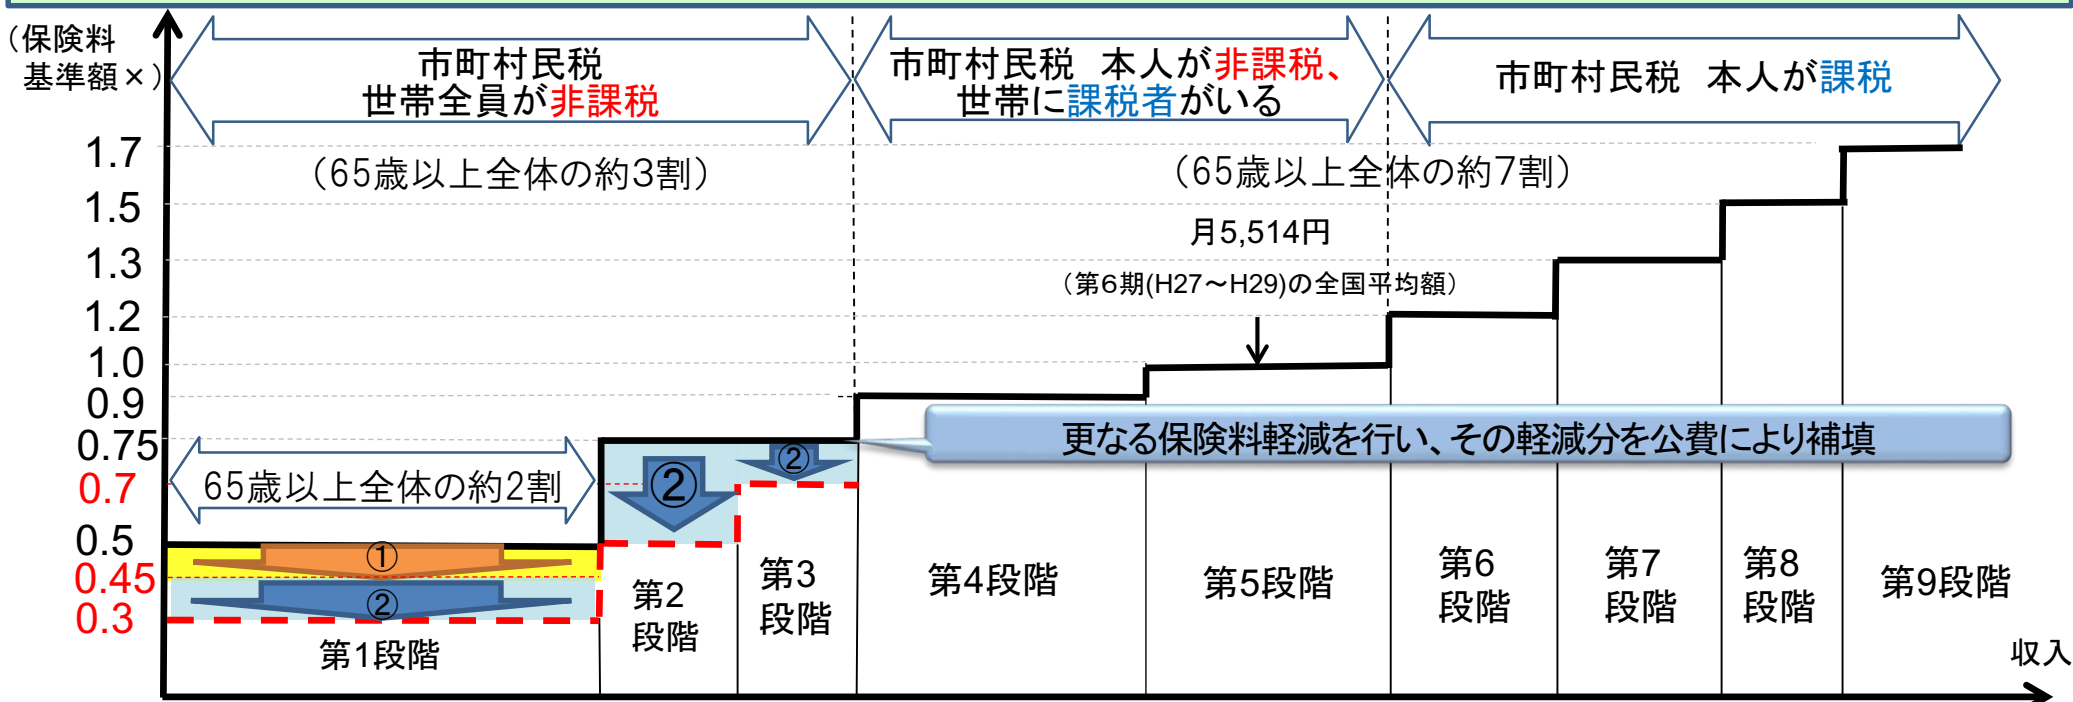 （保険料
基準額×）
市町村民税
世帯全員が非課税
市町村民税　本人が非課税、
世帯に課税者がいる
市町村民税　本人が課税
（65歳以上全体の約3割）
（65歳以上全体の約7割）
1.7
1.5
1.3
1.2
1.0
0.9
0.75
0.7
0.5
0.45
0.3
月5,514円
（第6期(H27～H29)の全国平均額）
更なる保険料軽減を行い、その軽減分を公費により補填
65歳以上全体の約2割
①
②
②
②
第1段階
第2
段階
第3
段階
第4段階
第5段階
第6
段階
第7
段階
第8
段階
第9段階
収入